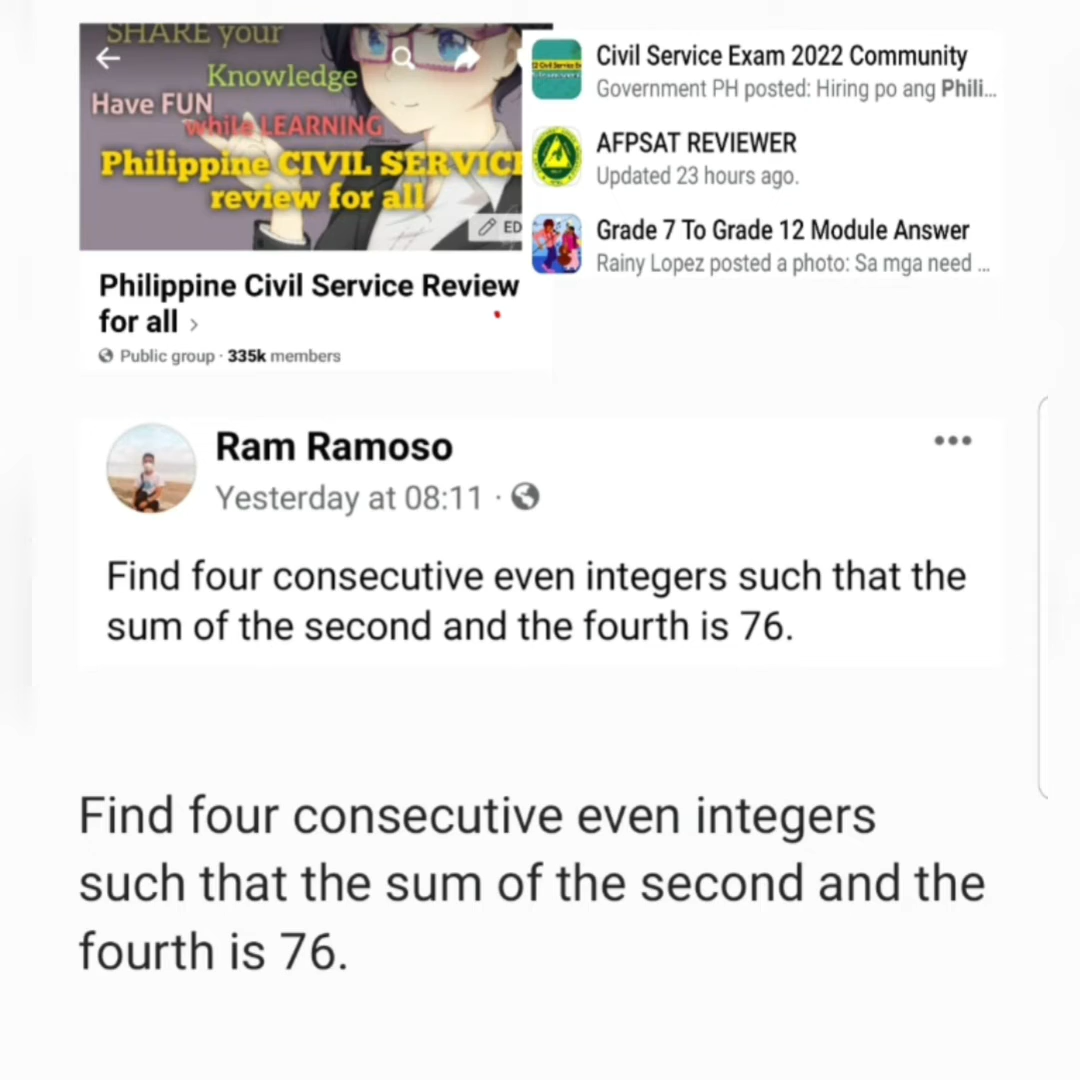 SHARE your
Knowledge
Have FUN
while LEARNING
Philippine CIVIL SERVICE
review for all
ED
Philippine Civil Service Review
for all
Public group · 335k members
Civil Service Exam 2022 Community
Government PH posted: Hiring po ang Phili...
AFPSAT REVIEWER
Updated 23 hours ago.
Grade 7 To Grade 12 Module Answer
Rainy Lopez posted a photo: Sa mga need ...
Ram Ramoso
Yesterday at 08:11 ·
Find four consecutive even integers such that the
sum of the second and the fourth is 76.
Find four consecutive even integers
such that the sum of the second and the
fourth is 76.